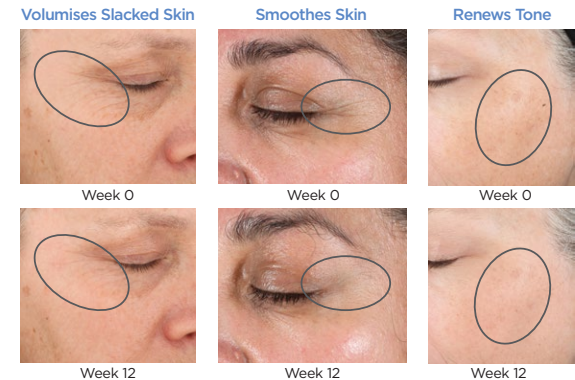 Volumises Slacked Skin
Smoothes Skin
Renews Tone
Week 0
Week 0
Week 0
Week 12
Week 12
Week 12